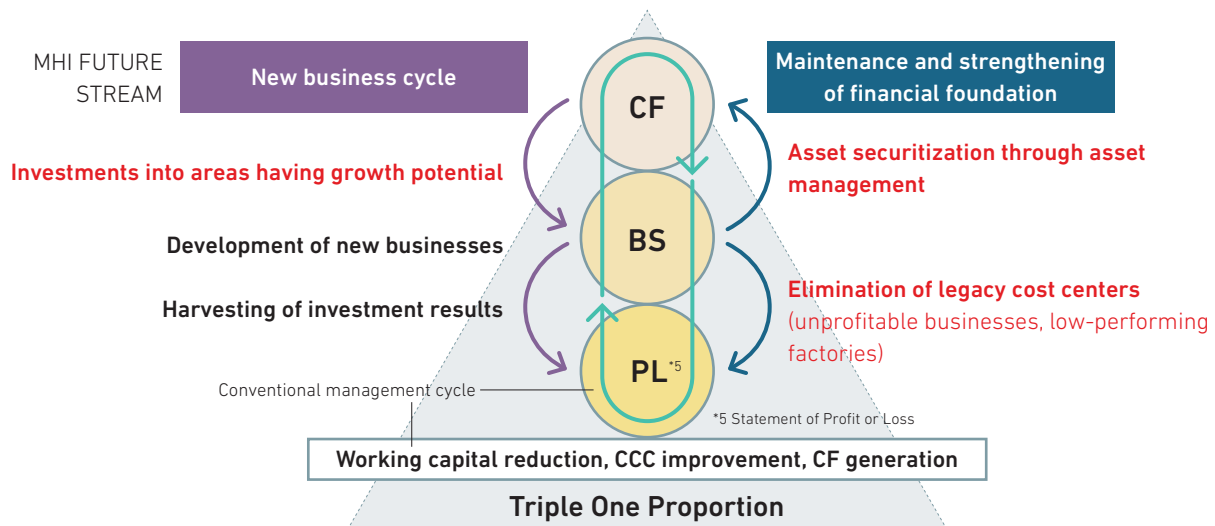 MHI FUTURE
STREAM
New business cycle
CF
Maintenance and strengthening
of financial foundation
Investments into areas having growth potential
Asset securitization through asset
management
Development of new businesses
BS
Harvesting of investment results
Elimination of legacy cost centers
(unprofitable businesses, low-performing
factories)
PL*5
Conventional management cycle
*5 Statement of Profit or Loss
Working capital reduction, CCC improvement, CF generation
Triple One Proportion